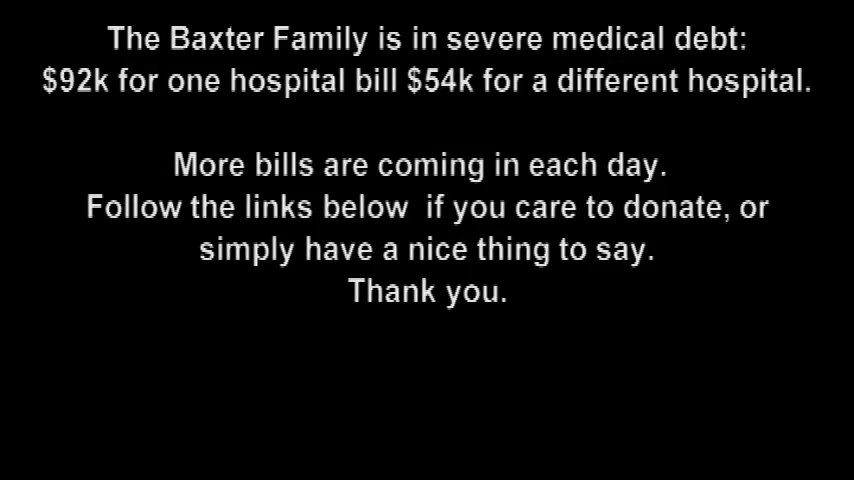 The Baxter Family is in severe medical debt:
$92k for one hospital bill $54k for a different hospital.
More bills are coming in each day.
Follow the links below  if you care to donate, or
simply have a nice thing to say.
Thank you.